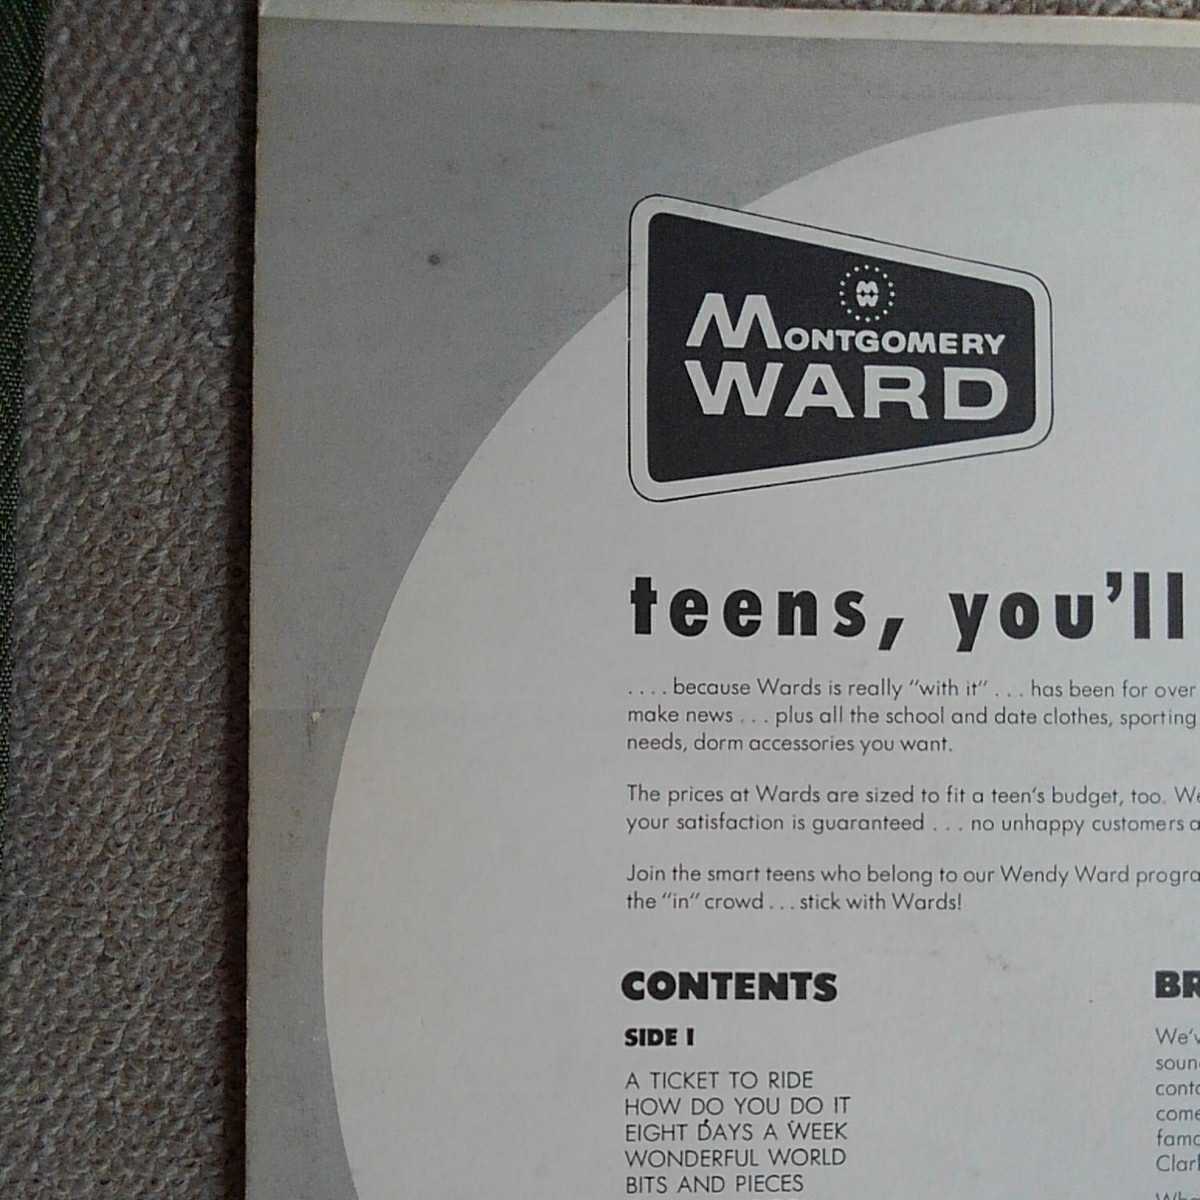 MW
MONTGOMERY
WARD
teens, you'll
.... because Wards is really "with it" ... has been for over
make news ... plus all the school and date clothes, sporting
needs, dorm accessories you want.
The prices at Wards are sized to fit a teen's budget, too.
your satisfaction is guaranteed ... no unhappy customers
Join the smart teens who belong to our Wendy Ward
the "in" crowd ... stick with Wards!
CONTENTS
SIDE I
A TICKET TO RIDE
HOW DO YOU DO IT
EIGHT DAYS A WEEK
WONDERFUL WORLD
BITS AND PIECES